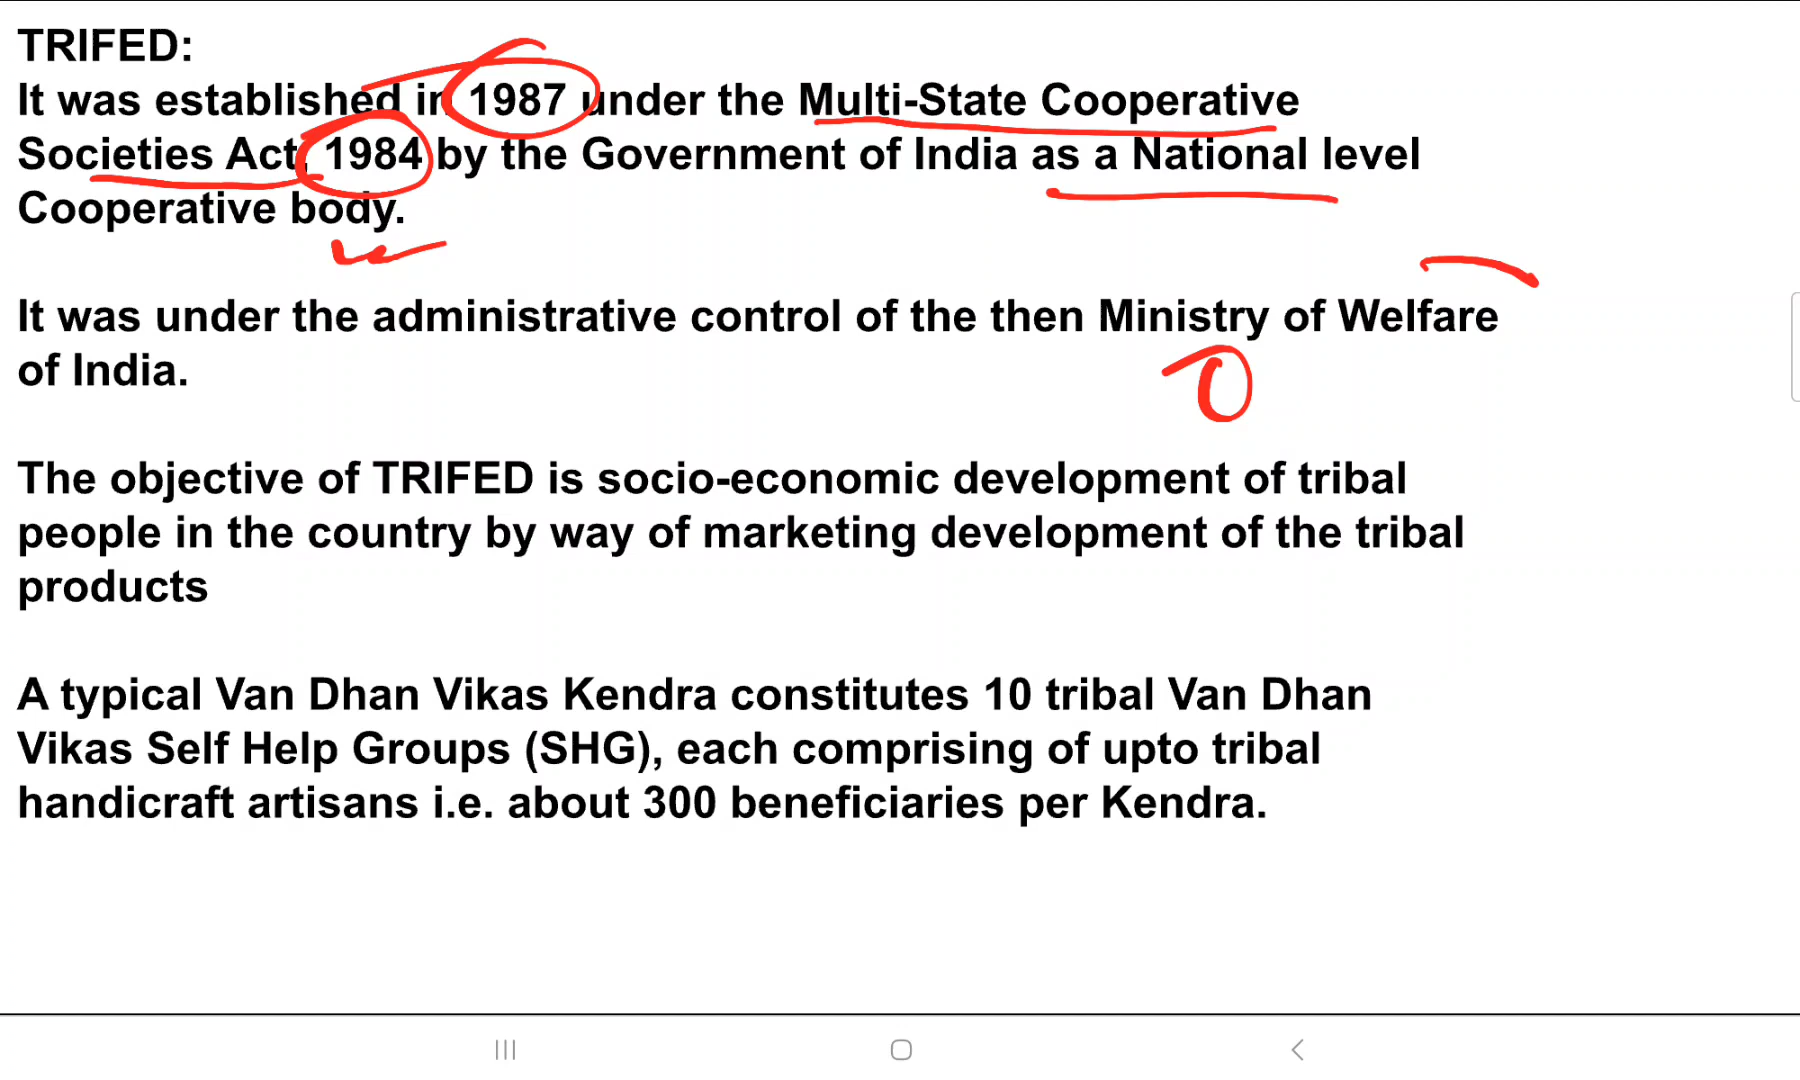 TRIFED:
It was established in 1987 under the Multi-State Cooperative
Societies Act, 1984 by the Government of India as a National level
Cooperative body.
It was under the administrative control of the then Ministry of Welfare
of India.
The objective of TRIFED is socio-economic development of tribal
people in the country by way of marketing development of the tribal
products
A typical Van Dhan Vikas Kendra constitutes 10 tribal Van Dhan
Vikas Self Help Groups (SHG), each comprising of upto tribal
handicraft artisans i.e. about 300 beneficiaries per Kendra.